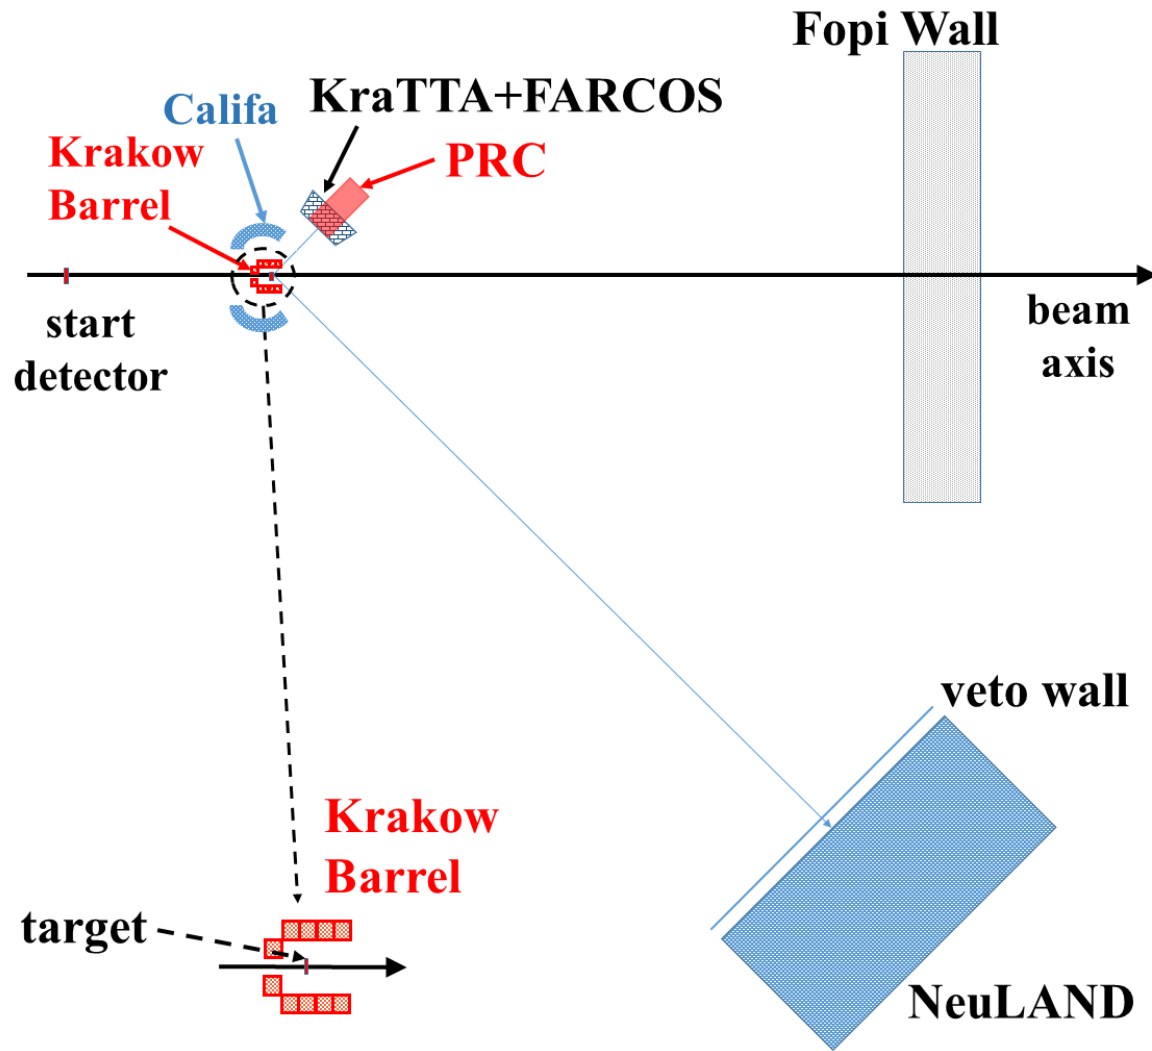 Fopi Wall
KraTTA+FARCOS
Califa
Krakow
Barrel
PRC
start
detector
beam
axis
veto wall
Krakow
Barrel
target
NeuLAND